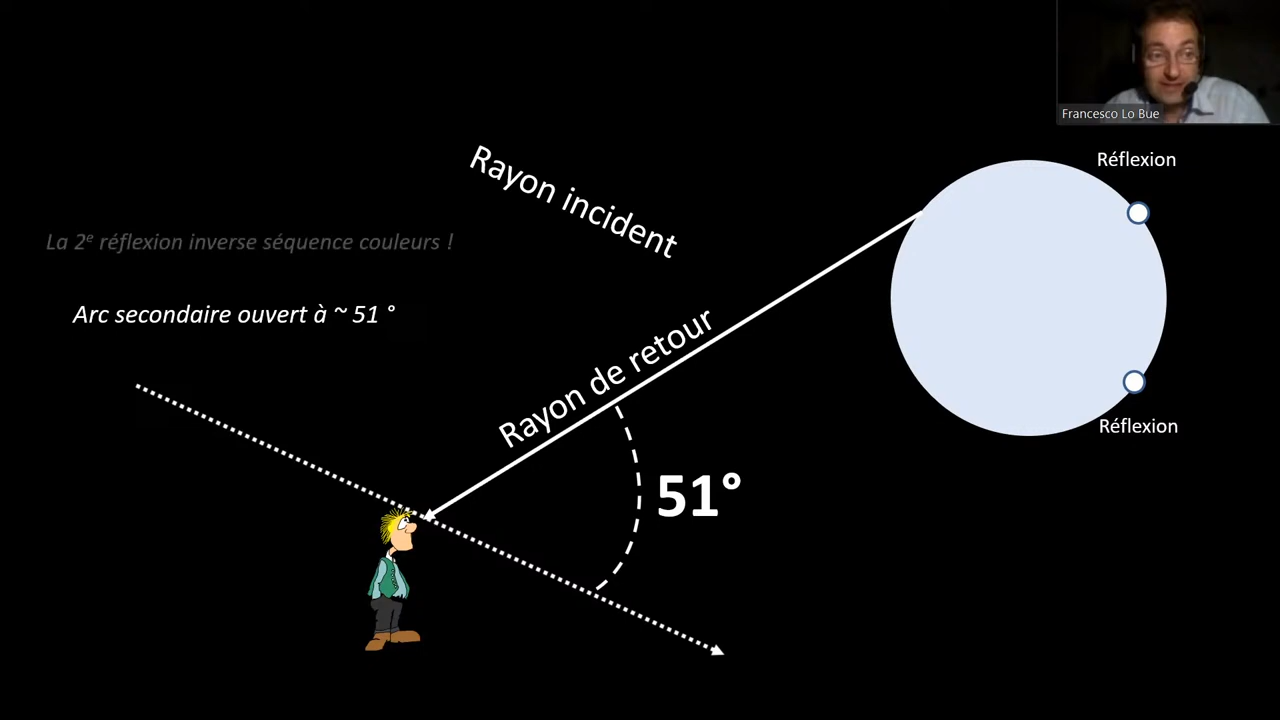 Francesco Lo Bue
Réflexion
Rayon incident
La 2e réflexion inverse séquence couleurs !
Arc secondaire ouvert à ~ 51 °
Rayon de retour
Réflexion
51°